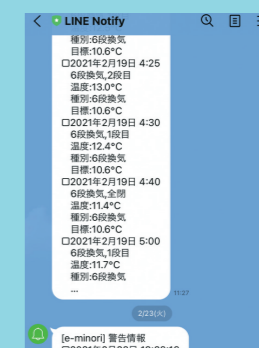 LINE Notify
種別:6段換気
目標:10.6°C
□2021年2月19日 4:25
6段換気,2段目
温度:13.0°C
種別:6段換気
目標:10.6°C
□2021年2月19日 4:30
6段換気,1段目
温度:12.4°C
種別:6段換気
目標:10.6°C
□2021年2月19日 4:40
6段換気,全閉
温度:11.4°C
種別:6段換気
目標:10.6°C
□2021年2月19日 5:00
6段換気,1段目
温度:11.7°C
種別:6段換気
...
11:27
2/23(火)
[e-minori] 警告情報